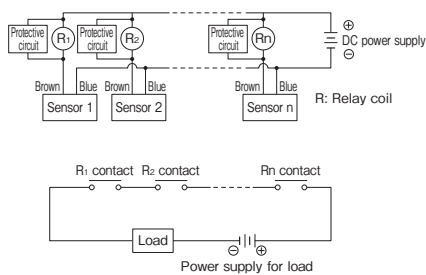 Protective circuit R1 Protective circuit R2 Protective circuit Rn ⊕ DC power supply ⊖
Brown Blue Brown Blue Brown Blue
Sensor 1 Sensor 2 Sensor n R: Relay coil
R1 contact R2 contact Rn contact
Load ⊖ ⊕
Power supply for load